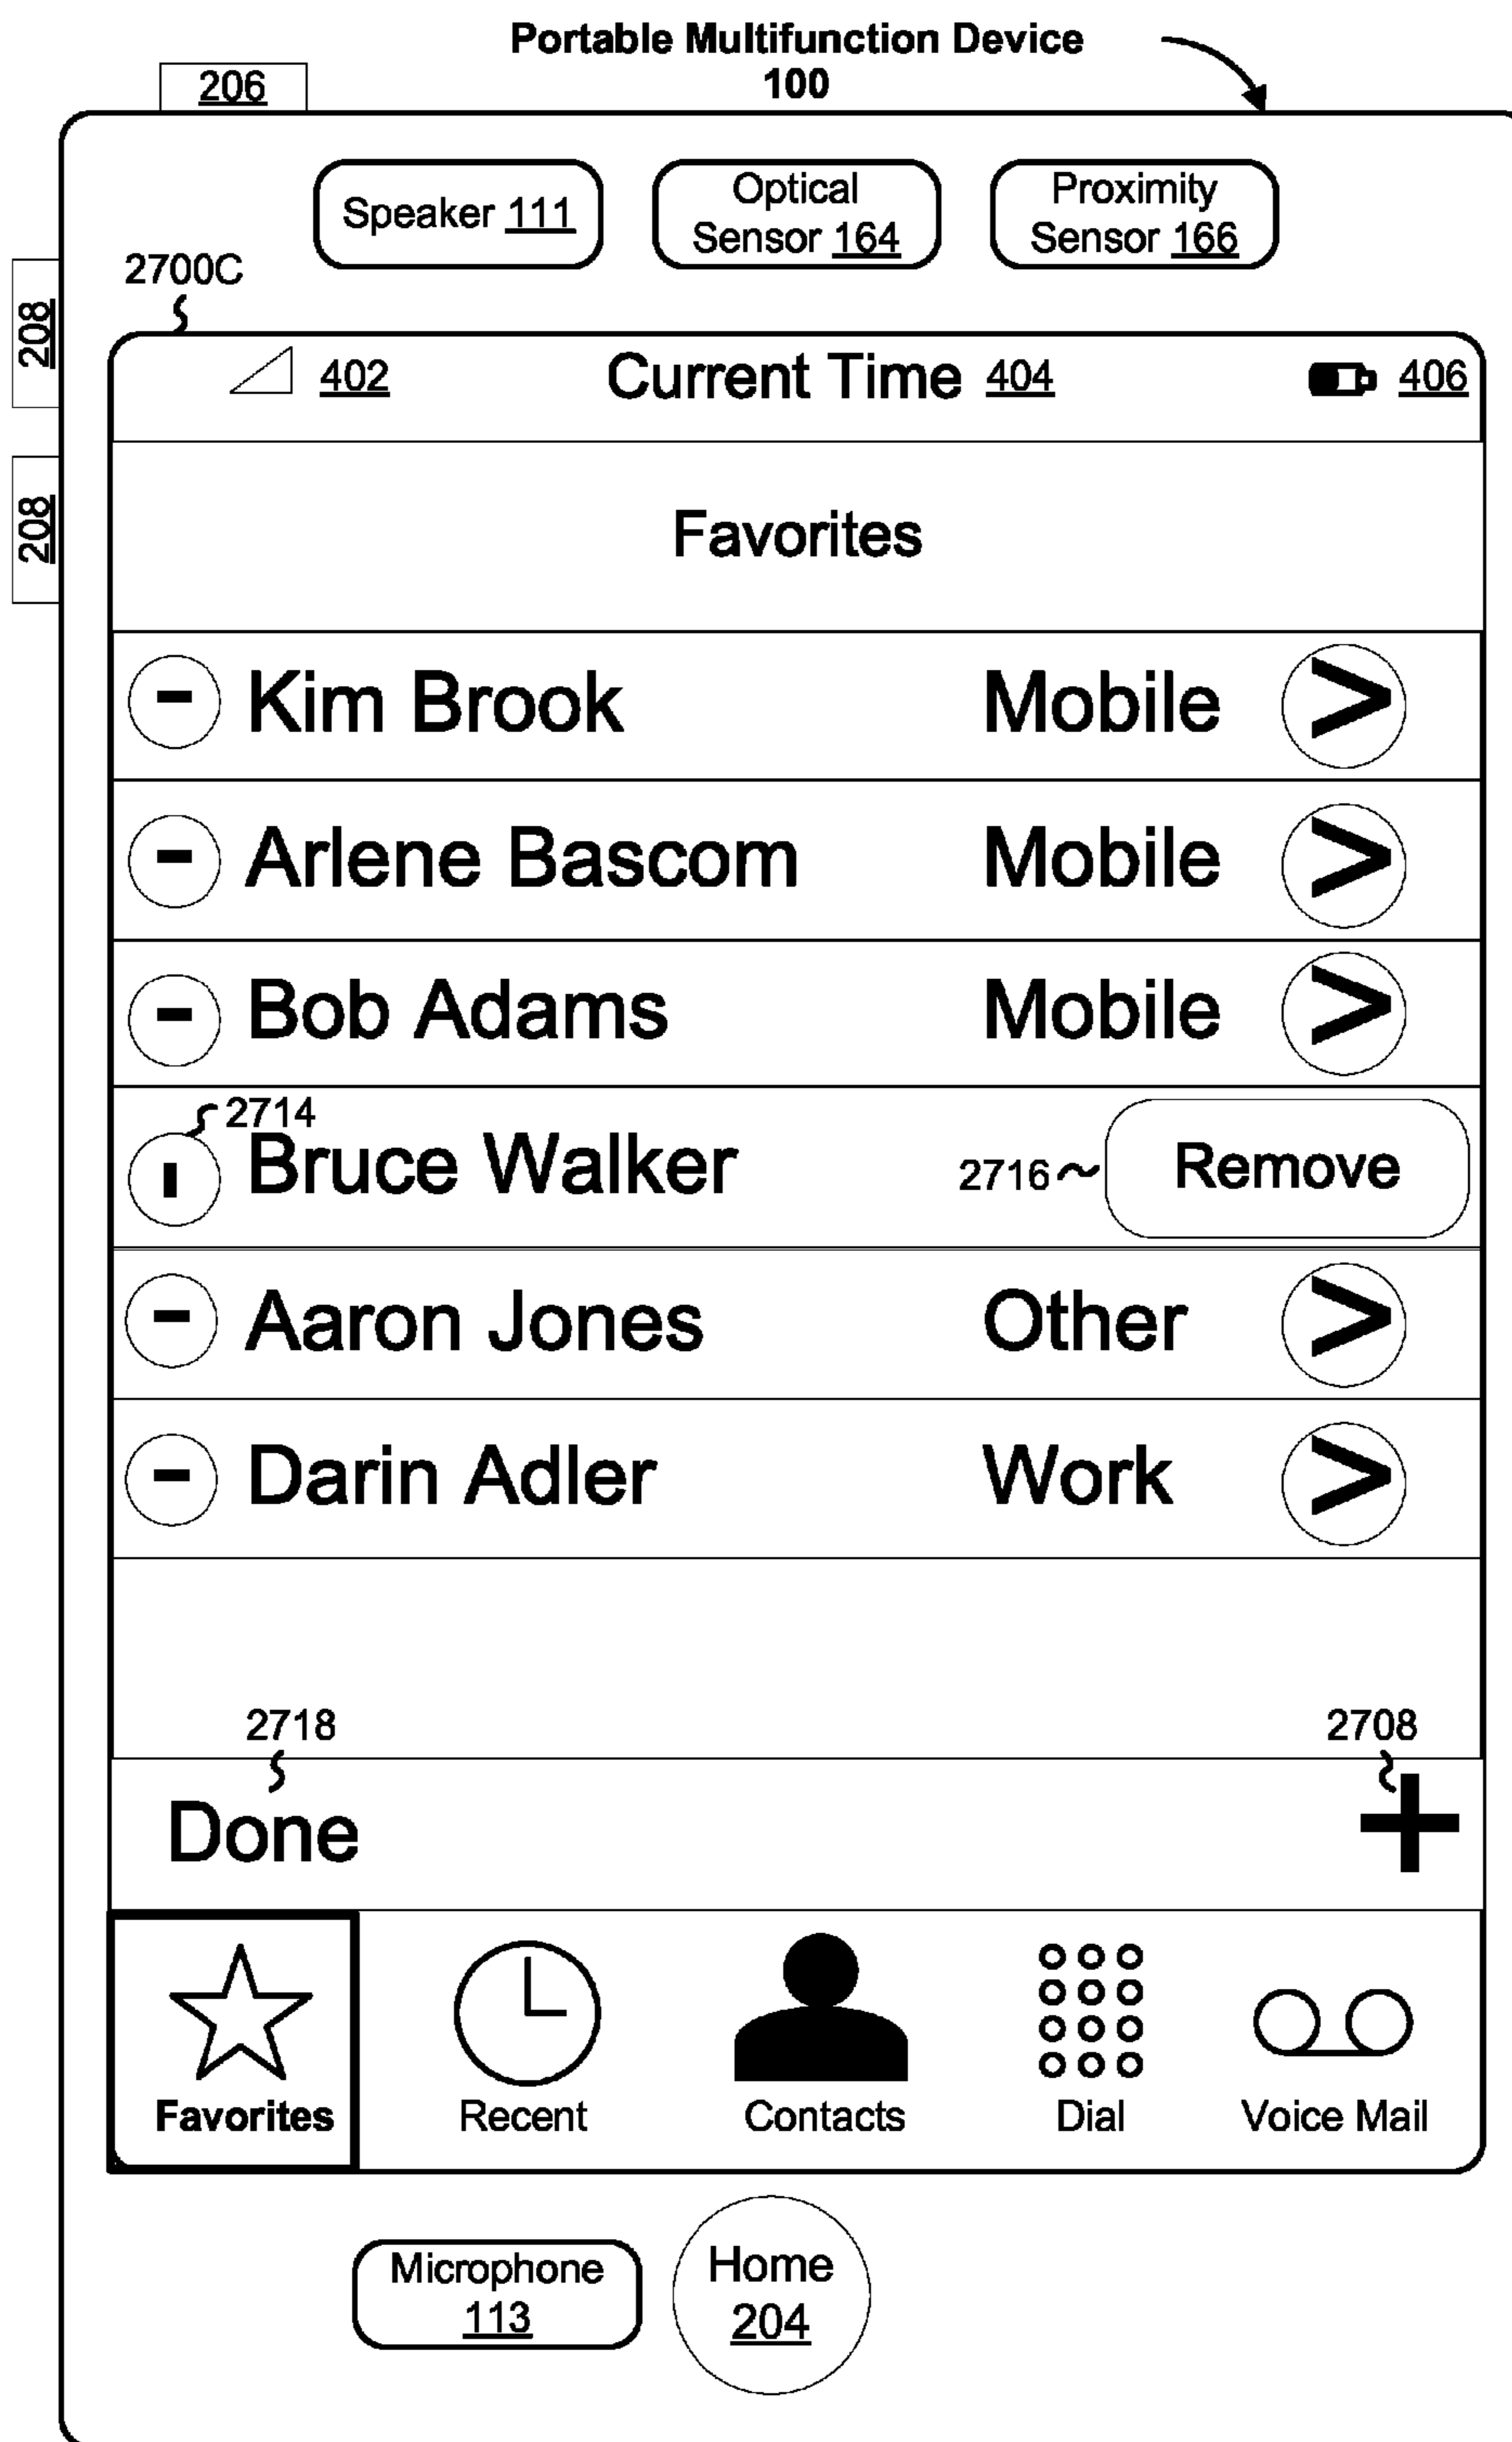 Portable Multifunction Device
100
206
Speaker 111
Optical
Sensor 164
Proximity
Sensor 166
2700C
208
402 Current Time 404 406
208
Favorites
- Kim Brook Mobile >
- Arlene Bascom Mobile >
- Bob Adams Mobile >
2714
Bruce Walker 2716 Remove
- Aaron Jones Other >
- Darin Adler Work >
2718 2708
Done +
Favorites Recent Contacts Dial Voice Mail
Microphone
113
Home
204